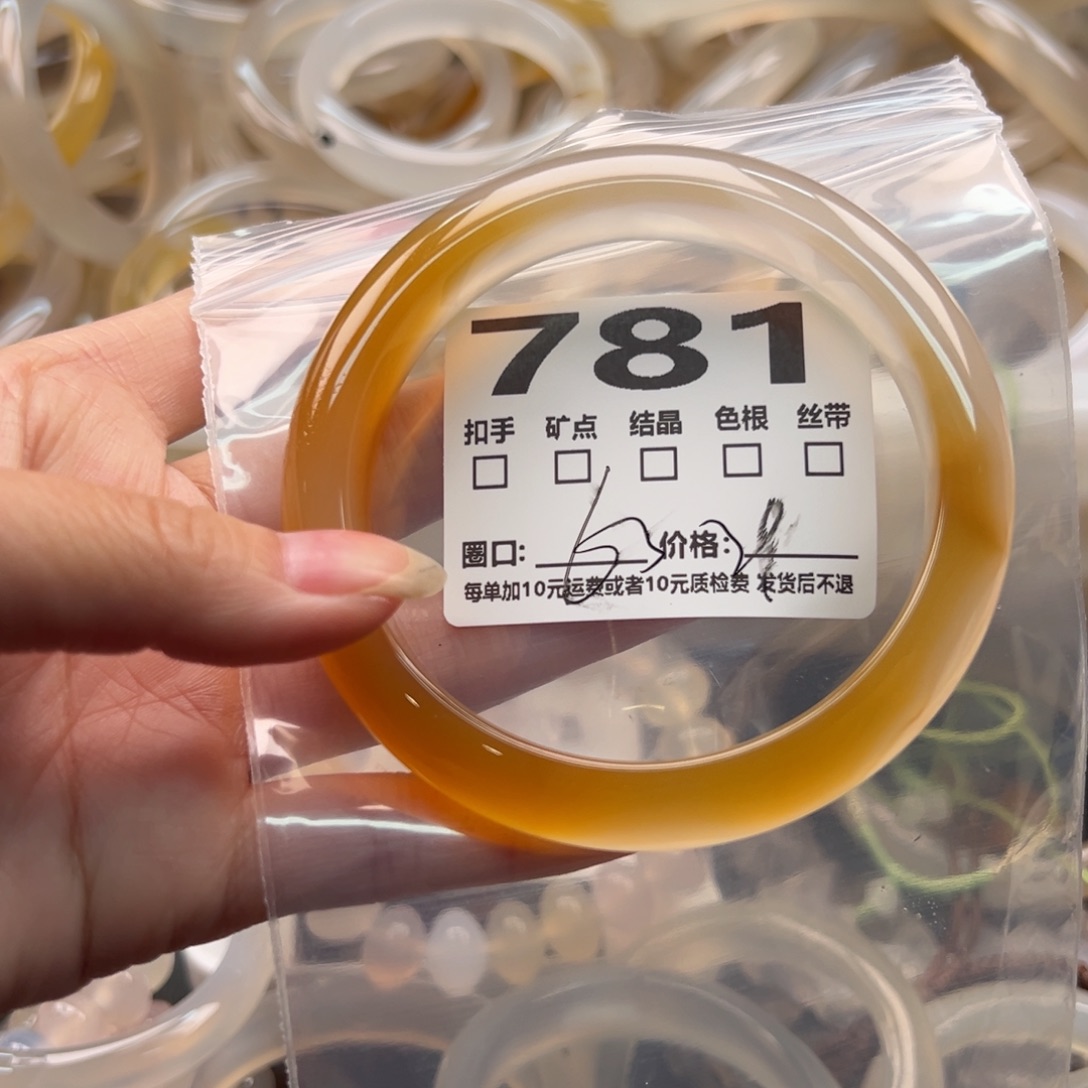 781
扣手 矿点 结晶 色根 丝带
圈口: 价格:
每单加10元运费或者10元质检费 发货后不退